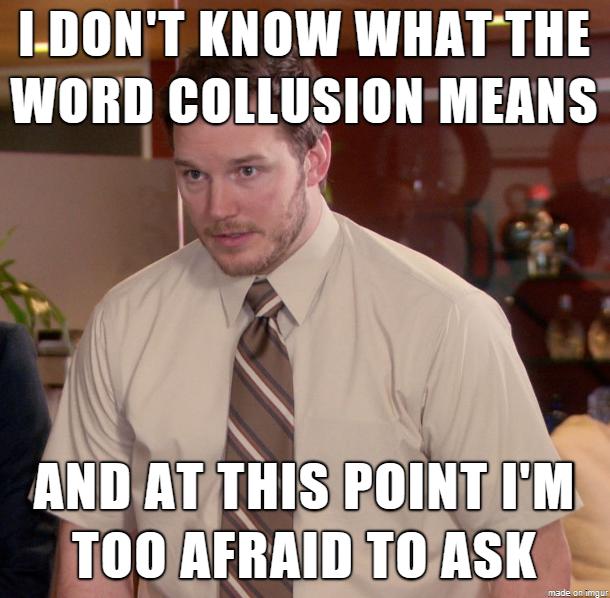 I DON'T KNOW WHAT THE
WORD COLLUSION MEANS
AND AT THIS POINT I'M
TOO AFRAID TO ASK
made on imgur